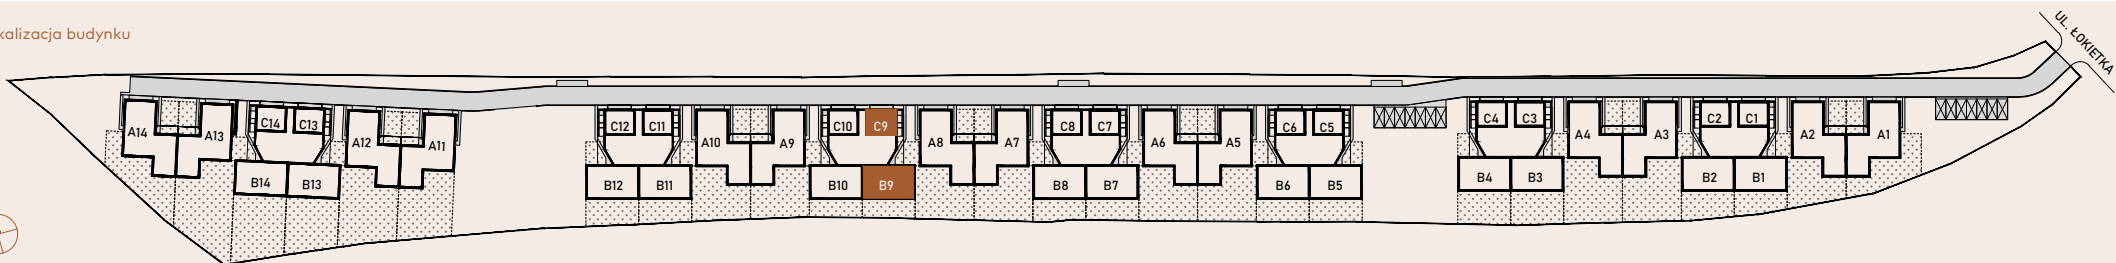 kalizacja budynku
UL. ŁOKIETKA
A14
A13
C14 C13
B14 B13
A12
A11
C12 C11
B12 B11
A10 A9
C10 C9
B10 B9
A8 A7
C8 C7
B8 B7
A6 A5
C6 C5
B6 B5
C4 C3
B4 B3
A4 A3
C2 C1
B2 B1
A2 A1